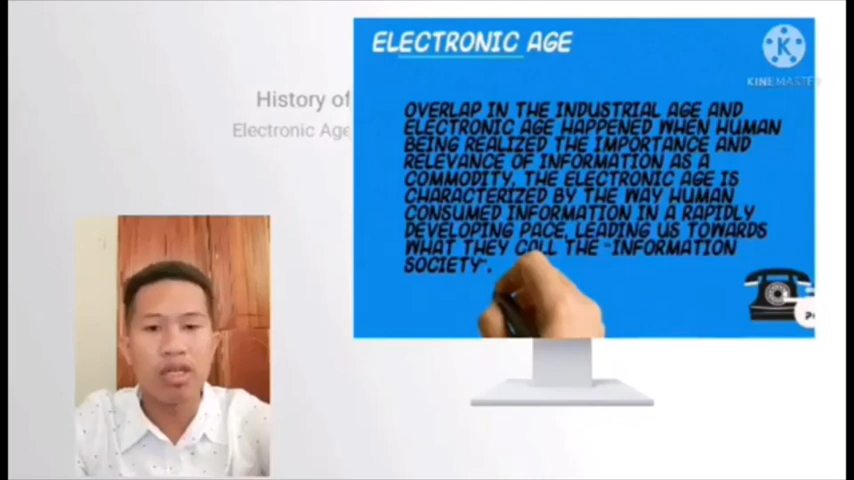 ELECTRONIC AGE
KINEMASTER
History of
Electronic Age
OVERLAP IN THE INDUSTRIAL AGE AND
ELECTRONIC AGE HAPPENED WHEN HUMAN
BEING REALIZED THE IMPORTANCE AND
RELEVANCE OF INFORMATION AS A
COMMODITY. THE ELECTRONIC AGE IS
CHARACTERIZED BY THE WAY HUMAN
CONSUMED INFORMATION IN A RAPIDLY
DEVELOPING PACE, LEADING US TOWARDS
WHAT THEY CALL THE "INFORMATION
SOCIETY".